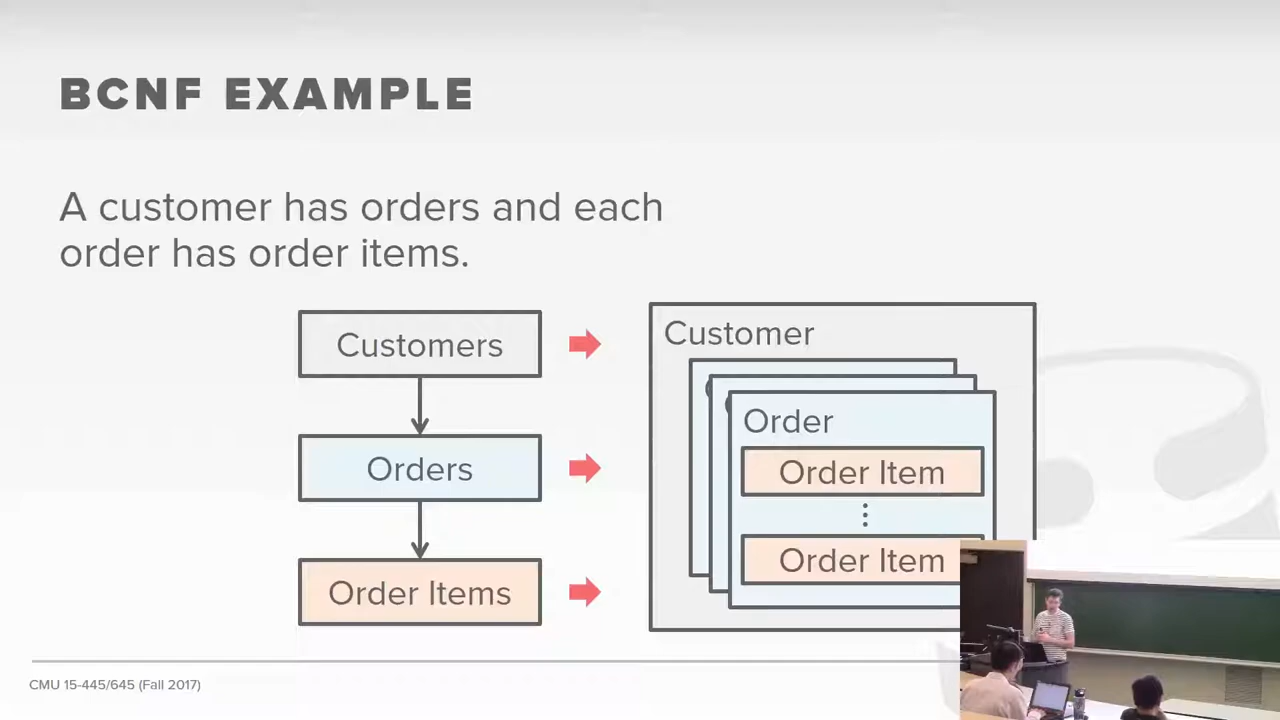 BCNF EXAMPLE
A customer has orders and each
order has order items.
Customers
Orders
Order Items
Customer
Order
Order Item
Order Item
CMU 15-445/645 (Fall 2017)